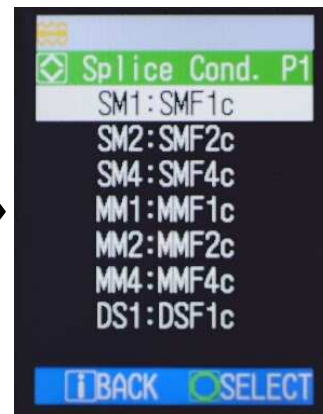 Splice Cond. P1
SM1:SMF1c
SM2:SMF2c
SM4:SMF4c
MM1:MMF1c
MM2:MMF2c
MM4:MMF4c
DS1:DSF1c
i BACK SELECT